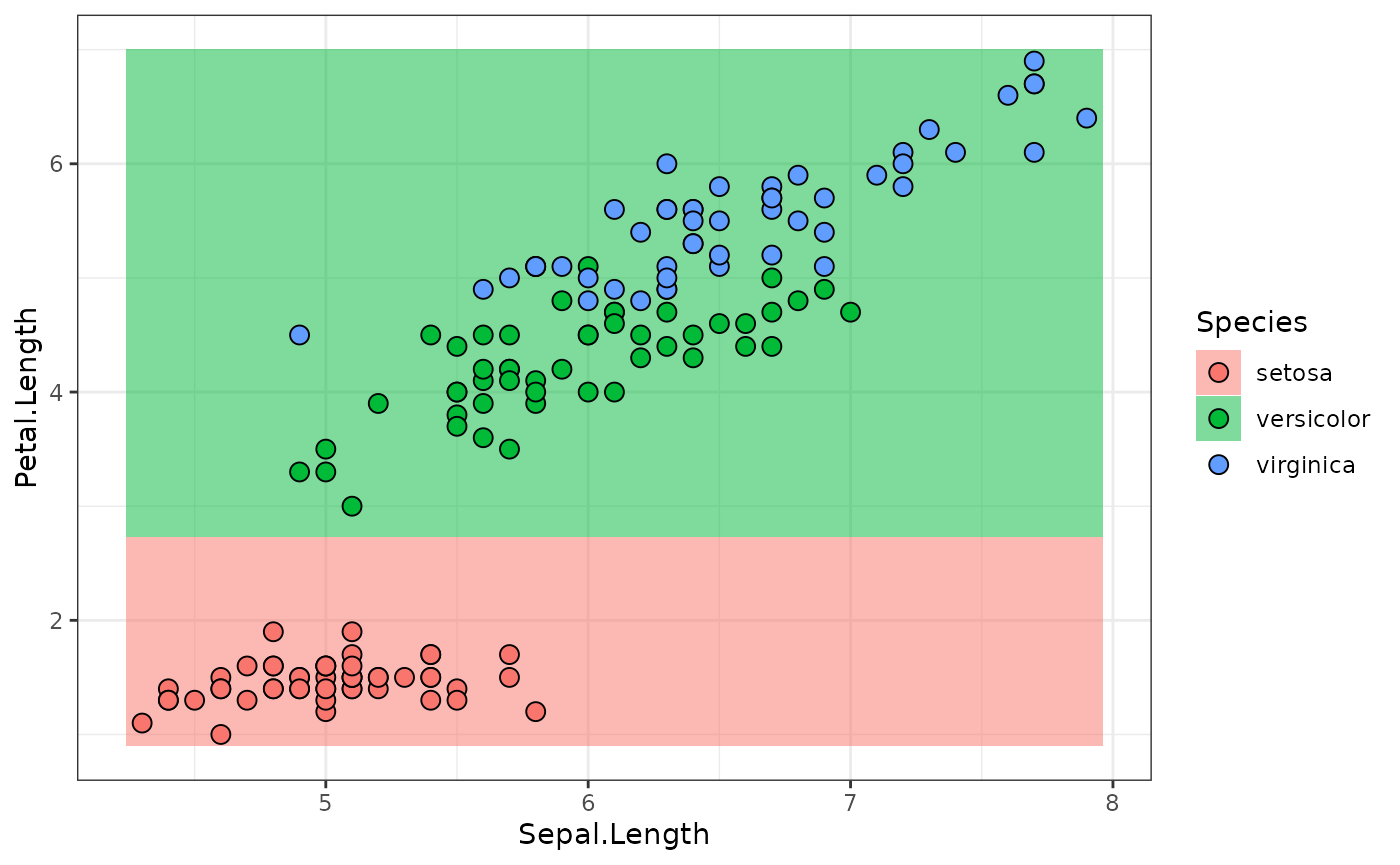 Petal.Length
6
4
2
5 6 7 8
Sepal.Length
Species
setosa
versicolor
virginica